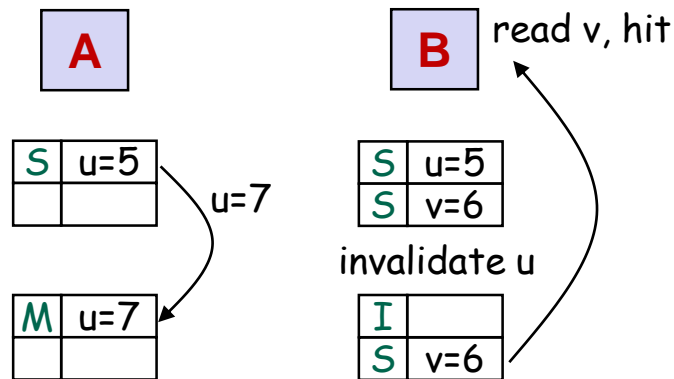 A
B
read v, hit
S u=5
u=7
M u=7
S u=5
S v=6
invalidate u
I
S v=6